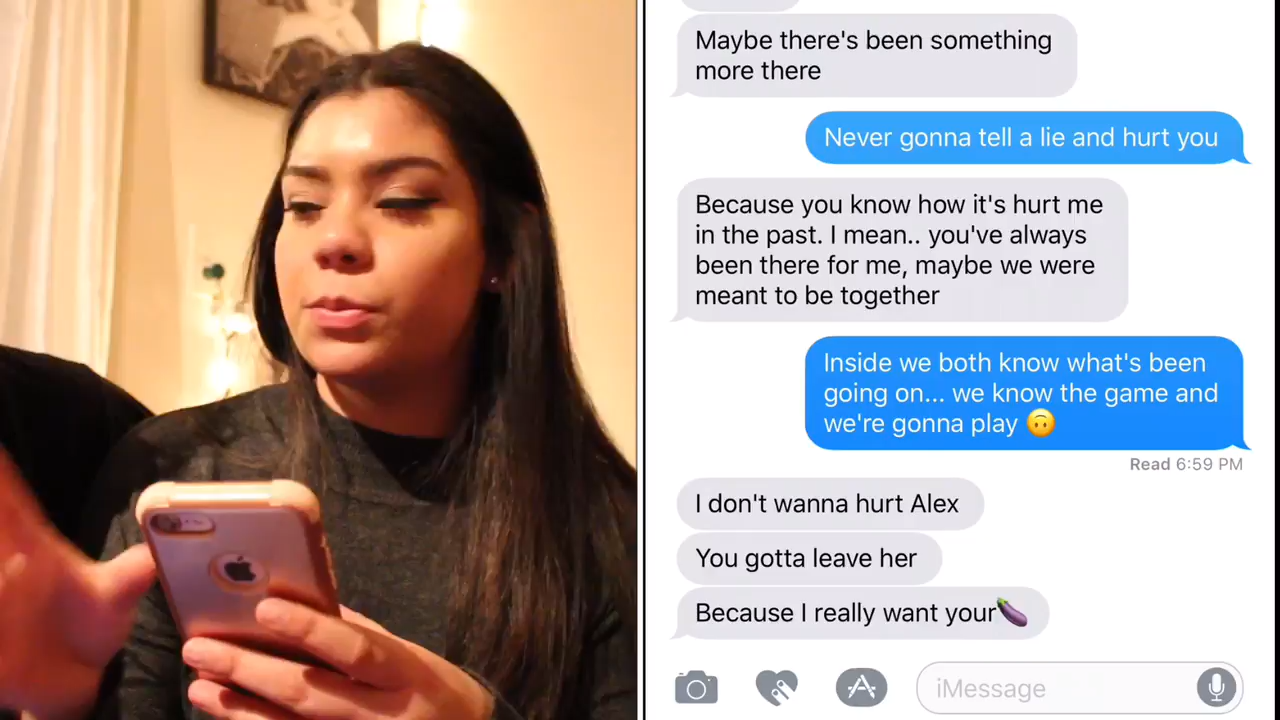 Maybe there's been something
more there
Never gonna tell a lie and hurt you
Because you know how it's hurt me
in the past. I mean.. you've always
been there for me, maybe we were
meant to be together
Inside we both know what's been
going on... we know the game and
we're gonna play 🙃
Read 6:59 PM
I don't wanna hurt Alex
You gotta leave her
Because I really want your🍆
iMessage